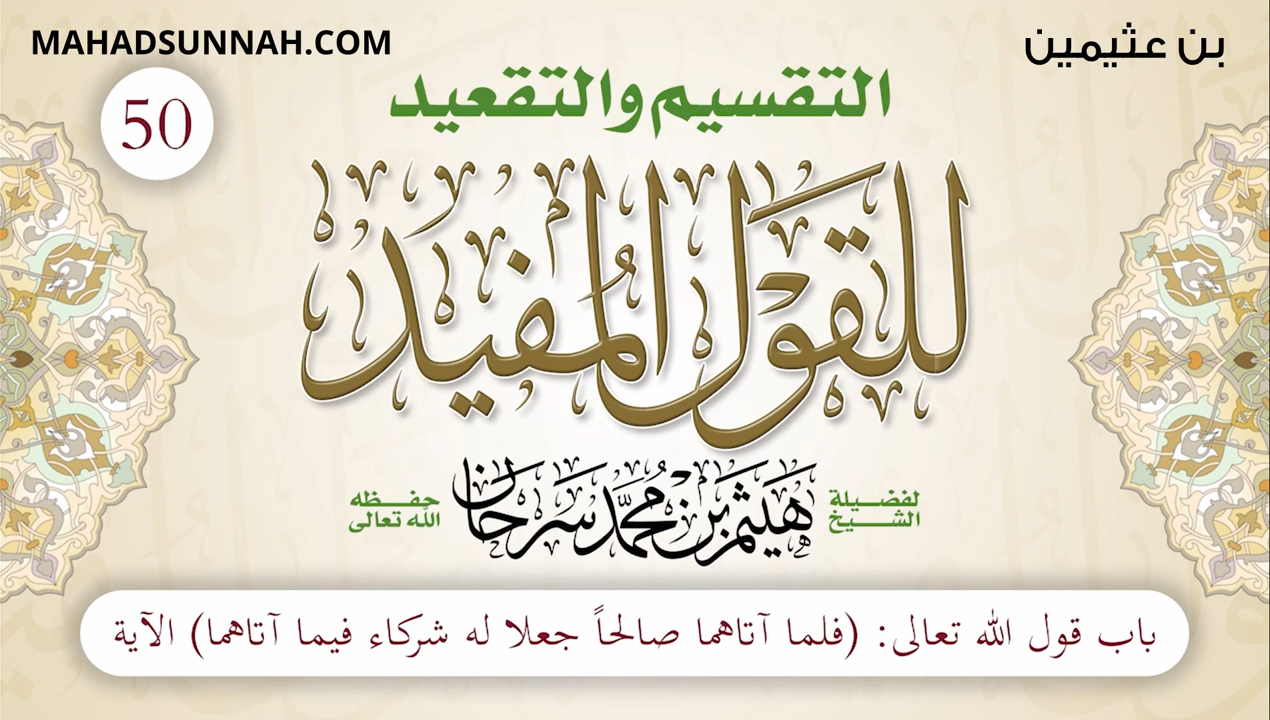 MAHADSUNNAH.COM
بن عثيمين
50
التقسيم والتقعيد
للقول المفيد
لفضيلة الشيخ
هيثم بن محمد سرحان
حفظه الله تعالى
باب قول الله تعالى: (فلما آتاهما صالحاً جعلا له شركاء فيما آتاهما) الآية